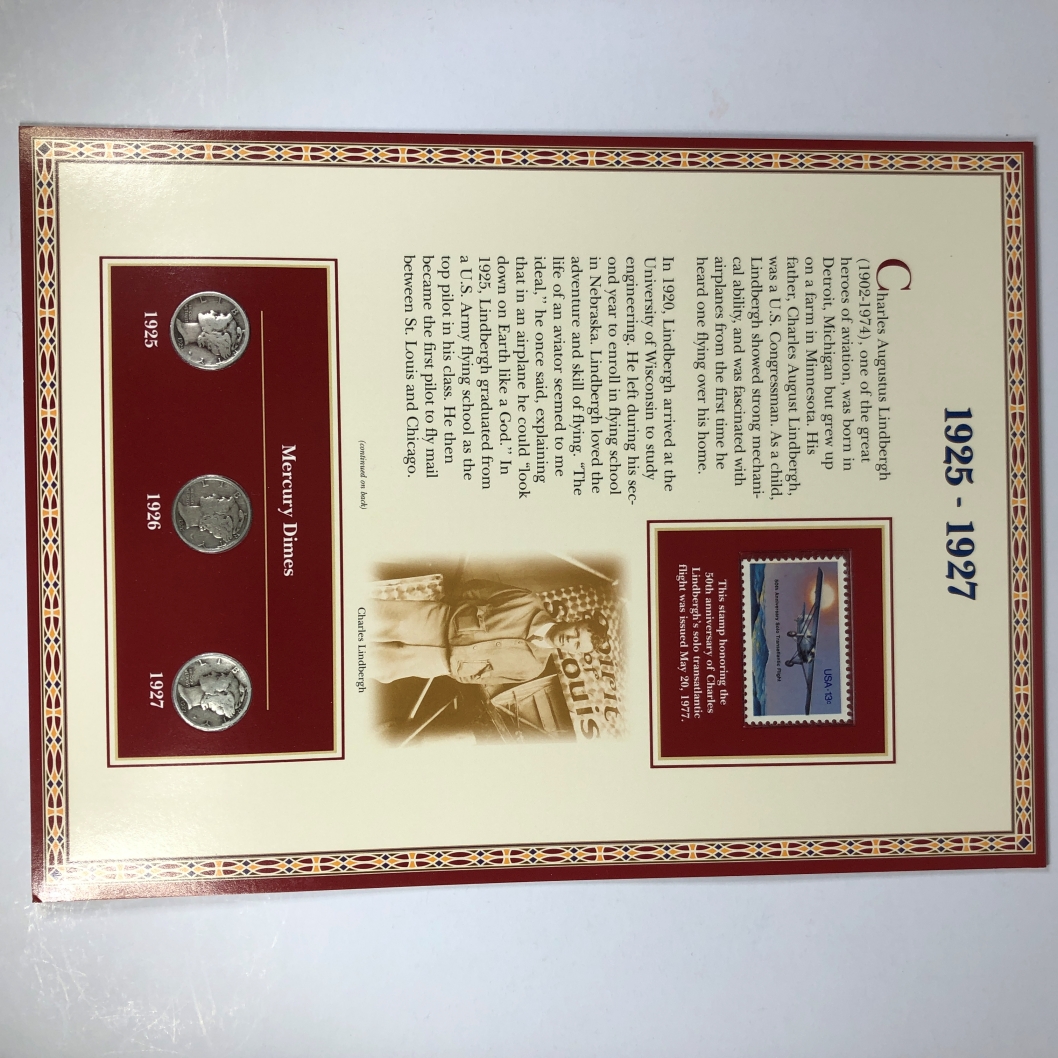 1925 - 1927
Charles Augustus Lindbergh
(1902-1974), one of the great
heroes of aviation, was born in
Detroit, Michigan but grew up
on a farm in Minnesota. His
father, Charles August Lindbergh,
was a U.S. Congressman. As a child,
Lindbergh showed strong mechani-
cal ability, and was fascinated with
airplanes from the first time he
heard one flying over his home.
In 1920, Lindbergh arrived at the
University of Wisconsin to study
engineering. He left during his sec-
ond year to enroll in flying school
in Nebraska. Lindbergh loved the
adventure and skill of flying. “The
life of an aviator seemed to me
ideal,” he once said, explaining
that in an airplane he could “look
down on Earth like a God.” In
1925, Lindbergh graduated from
a U.S. Army flying school as the
top pilot in his class. He then
became the first pilot to fly mail
between St. Louis and Chicago.
(continued on back)
USA·13c
50th Anniversary Solo Transatlantic Flight
This stamp honoring the
50th anniversary of Charles
Lindbergh's solo transatlantic
flight was issued May 20, 1977.
Spirit
of
Louis
Charles Lindbergh
Mercury Dimes
1925
1926
1927